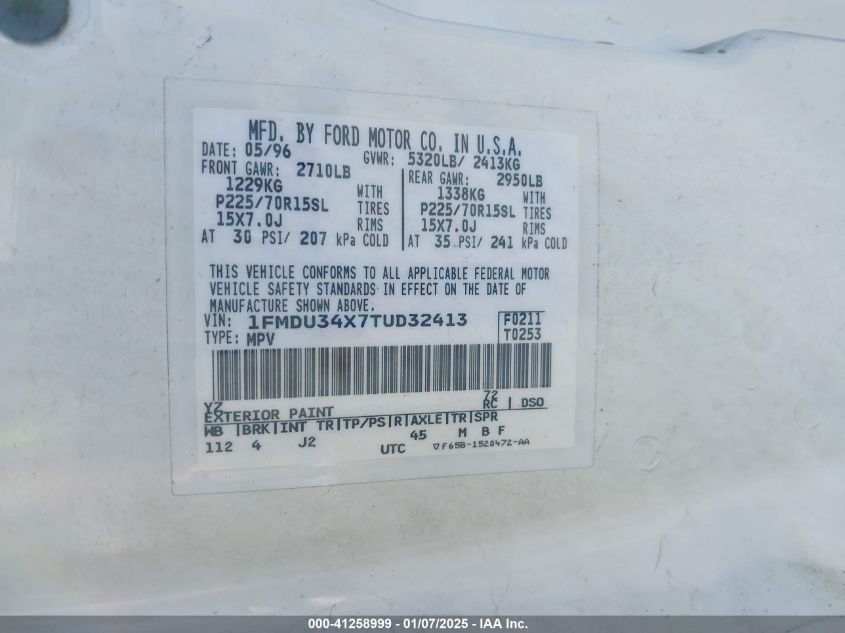 MFD. BY FORD MOTOR CO. IN U.S.A.
DATE: 05/96 GVWR: 5320LB/ 2413KG
FRONT GAWR: 2710LB REAR GAWR: 2950LB
1229KG WITH 1338KG WITH
P225/70R15SL TIRES P225/70R15SL TIRES
15X7.0J RIMS 15X7.0J RIMS
AT 30 PSI/ 207 kPa COLD AT 35 PSI/ 241 kPa COLD
THIS VEHICLE CONFORMS TO ALL APPLICABLE FEDERAL MOTOR
VEHICLE SAFETY STANDARDS IN EFFECT ON THE DATE OF
MANUFACTURE SHOWN ABOVE.
VIN: 1FMDU34X7TUD32413 F0211
TYPE: MPV T0253
YZ 72
EXTERIOR PAINT RC DSO
WB BRK INT TR TP/PS R AXLE TR SPR
112 4 J2 45 M B F
UTC ▽F65B-1520472-AA
000-41258999 — 01/07/2025 — IAA Inc.